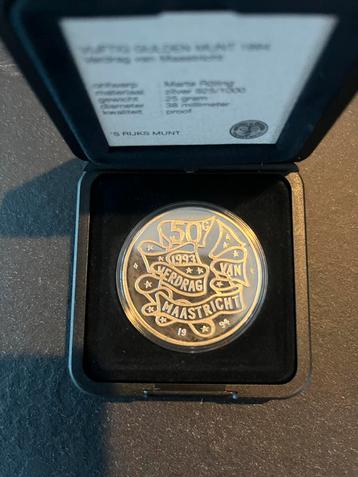 VIJFTIG GULDEN MUNT 1994
Verdrag van Maastricht
ontwerp : Marte Röling
materiaal : zilver 925/1000
gewicht : 25 gram
diameter : 38 millimeter
kwaliteit : proof
'S RIJKS MUNT
50G
1993
VERDRAG
VAN
MAASTRICHT
19 94